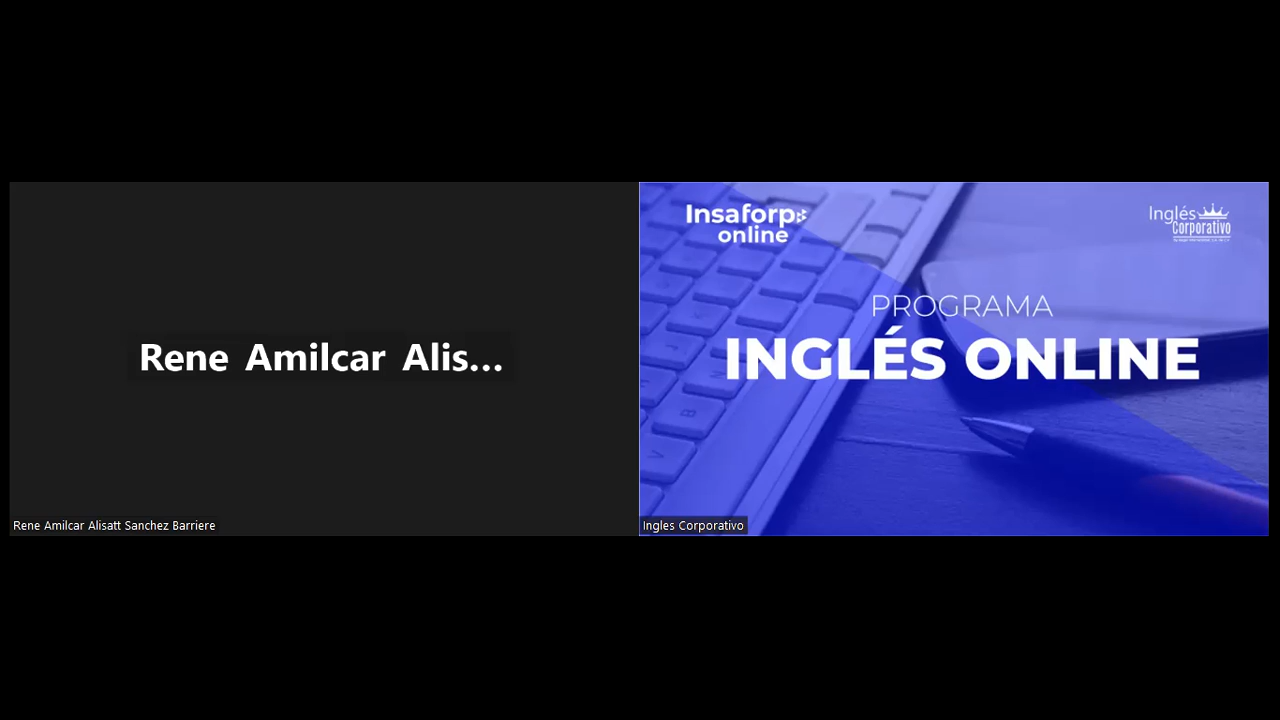 Rene Amilcar Alis...
Rene Amilcar Alisatt Sanchez Barriere
Insaforp
online
Inglés
Corporativo
PROGRAMA
INGLÉS ONLINE
Ingles Corporativo